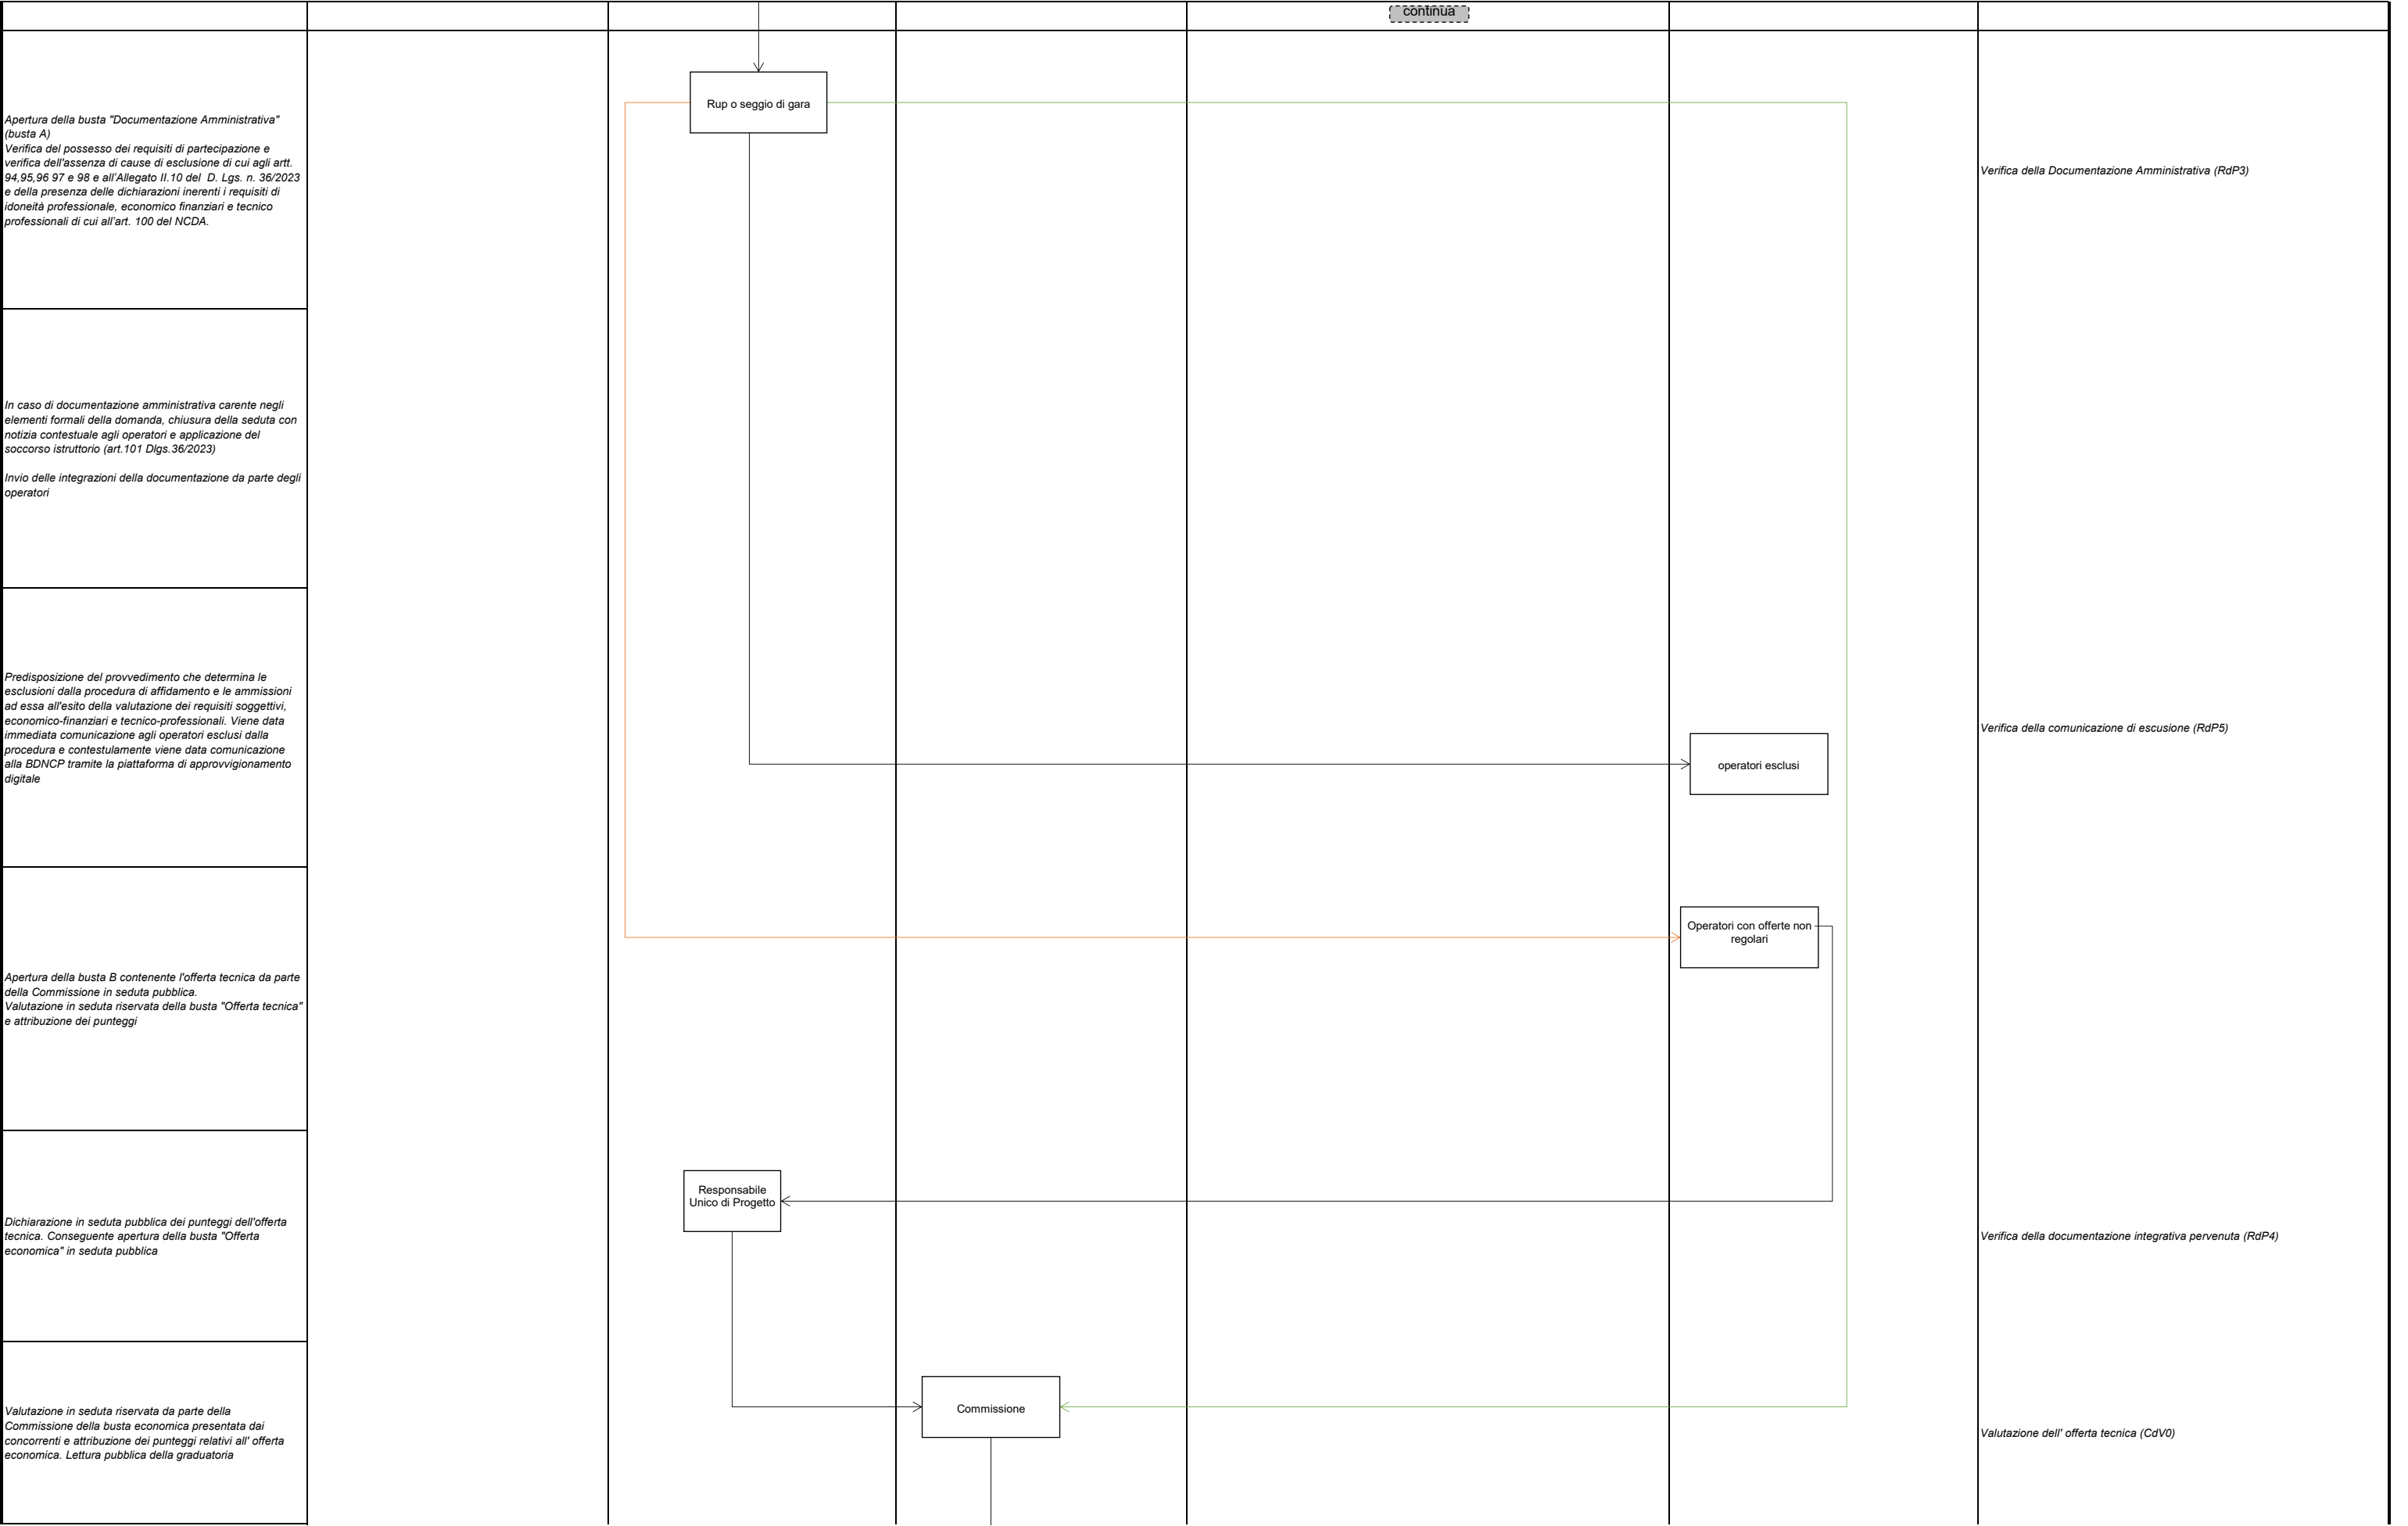 continua
Rup o seggio di gara
Apertura della busta "Documentazione Amministrativa"
(busta A)
Verifica del possesso dei requisiti di partecipazione e
verifica dell'assenza di cause di esclusione di cui agli artt.
94,95,96 97 e 98 e all'Allegato II.10 del D. Lgs. n. 36/2023
e della presenza delle dichiarazioni inerenti i requisiti di
idoneità professionale, economico finanziari e tecnico
professionali di cui all'art. 100 del NCDA.
Verifica della Documentazione Amministrativa (RdP3)
In caso di documentazione amministrativa carente negli
elementi formali della domanda, chiusura della seduta con
notizia contestuale agli operatori e applicazione del
soccorso istruttorio (art.101 Dlgs.36/2023)
Invio delle integrazioni della documentazione da parte degli
operatori
Predisposizione del provvedimento che determina le
esclusioni dalla procedura di affidamento e le ammissioni
ad essa all'esito della valutazione dei requisiti soggettivi,
economico-finanziari e tecnico-professionali. Viene data
immediata comunicazione agli operatori esclusi dalla
procedura e contestulamente viene data comunicazione
alla BDNCP tramite la piattaforma di approvvigionamento
digitale
operatori esclusi
Verifica della comunicazione di escusione (RdP5)
Operatori con offerte non
regolari
Apertura della busta B contenente l'offerta tecnica da parte
della Commissione in seduta pubblica.
Valutazione in seduta riservata della busta "Offerta tecnica"
e attribuzione dei punteggi
Responsabile
Unico di Progetto
Dichiarazione in seduta pubblica dei punteggi dell'offerta
tecnica. Conseguente apertura della busta "Offerta
economica" in seduta pubblica
Verifica della documentazione integrativa pervenuta (RdP4)
Commissione
Valutazione in seduta riservata da parte della
Commissione della busta economica presentata dai
concorrenti e attribuzione dei punteggi relativi all' offerta
economica. Lettura pubblica della graduatoria
Valutazione dell' offerta tecnica (CdV0)